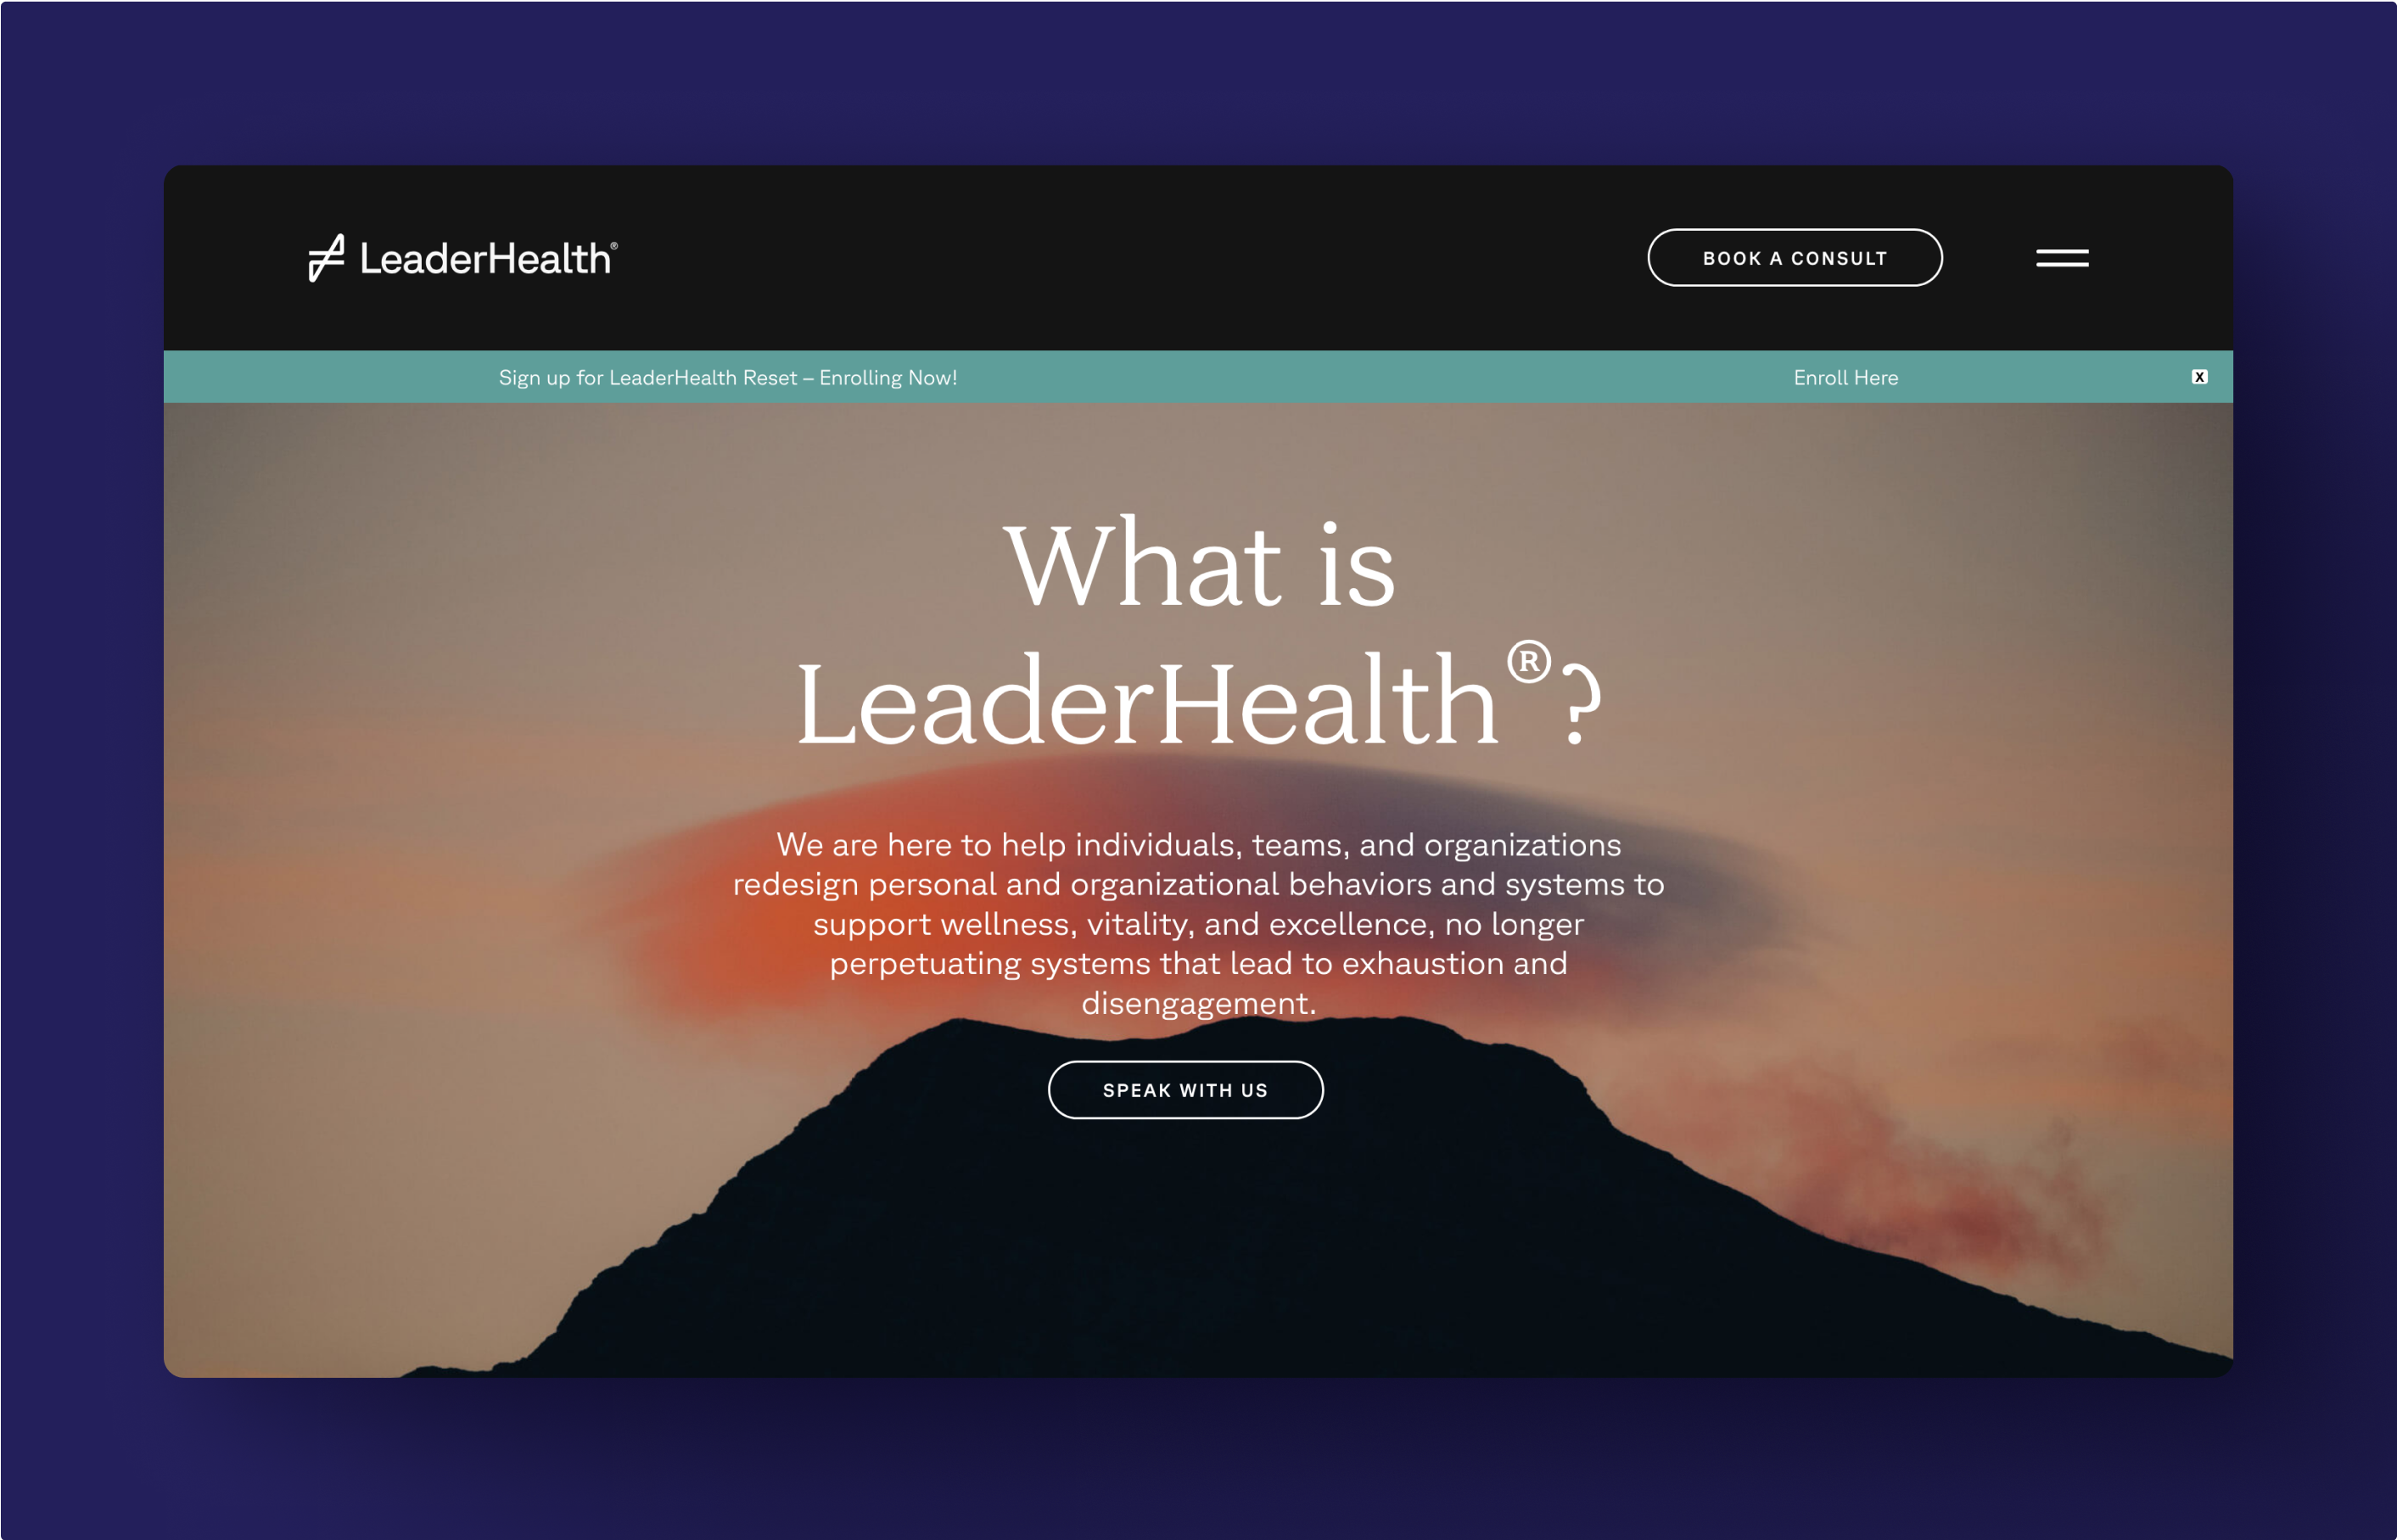 LeaderHealth®
BOOK A CONSULT
Sign up for LeaderHealth Reset – Enrolling Now!
Enroll Here
X
What is
LeaderHealth®?
We are here to help individuals, teams, and organizations
redesign personal and organizational behaviors and systems to
support wellness, vitality, and excellence, no longer
perpetuating systems that lead to exhaustion and
disengagement.
SPEAK WITH US